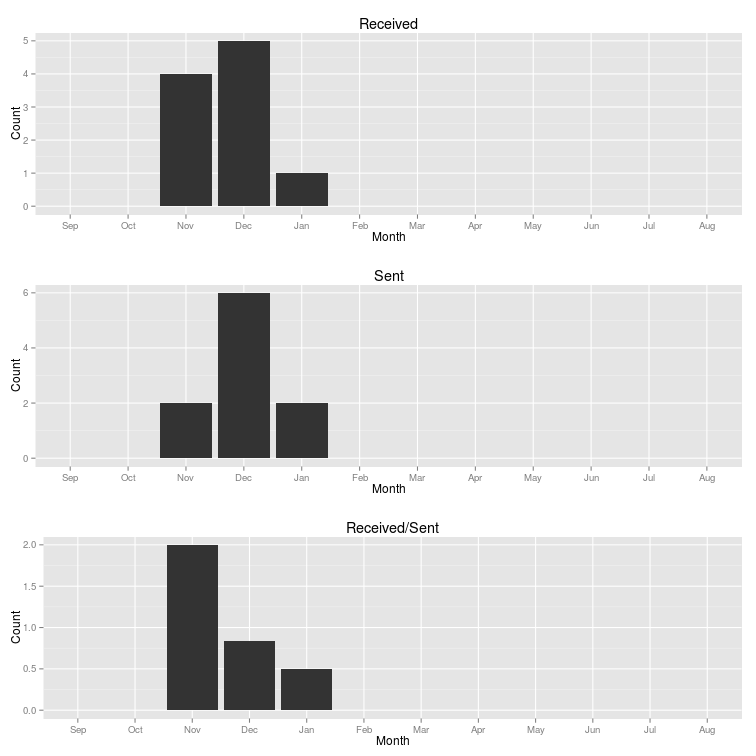 Received
5
4
3
2
1
0
Count
Sep Oct Nov Dec Jan Feb Mar Apr May Jun Jul Aug
Month
Sent
6
4
2
0
Count
Sep Oct Nov Dec Jan Feb Mar Apr May Jun Jul Aug
Month
Received/Sent
2.0
1.5
1.0
0.5
0.0
Count
Sep Oct Nov Dec Jan Feb Mar Apr May Jun Jul Aug
Month